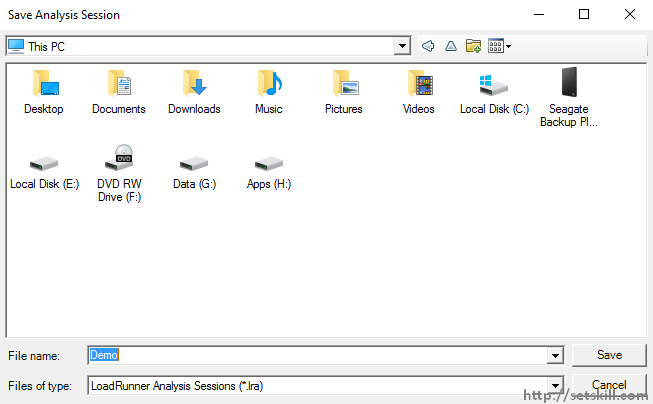 Save Analysis Session
This PC
Desktop
Documents
Downloads
Music
Pictures
Videos
Local Disk (C:)
Seagate
Backup Pl...
Local Disk (E:)
DVD
DVD RW
Drive (F:)
Data (G:)
Apps (H:)
File name:
Demo
Save
Files of type:
LoadRunner Analysis Sessions (*.lra)
Cancel
http://setskill.com